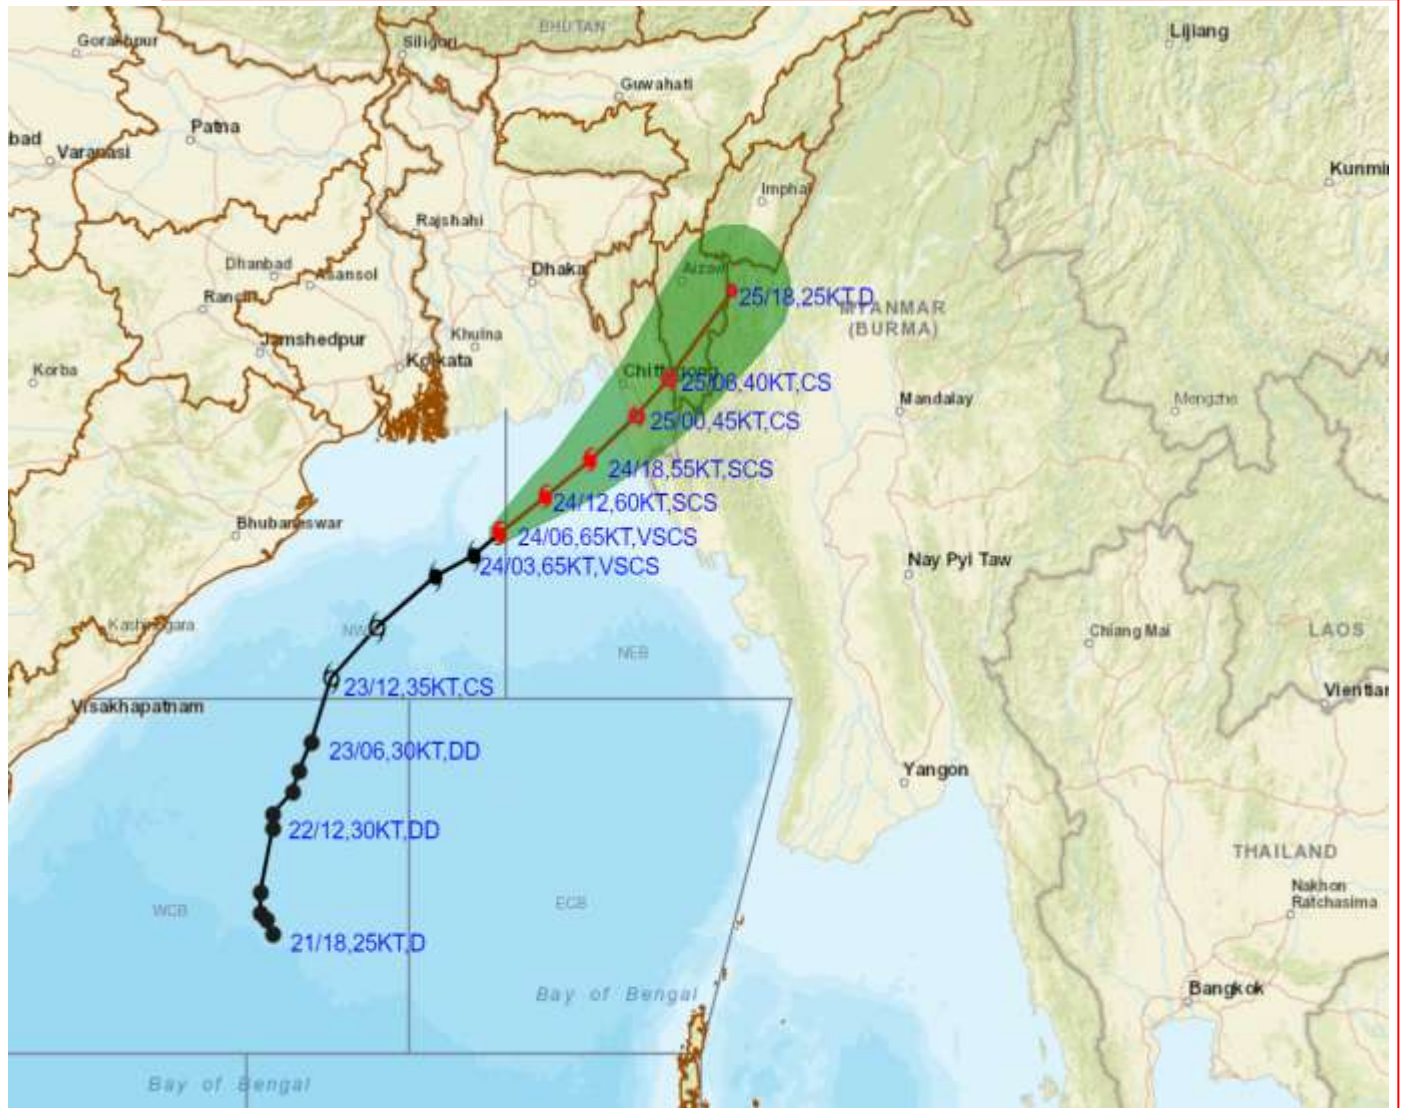 BHUTAN
Lijiang
Gorakhpur
Siliguri
Guwahati
Patna
bad
Varanasi
Kunmi
Imphal
Rajshahi
Dhanbad
Asansol
Dhaka
Aizawl
Ranchi
25/18,25KT,D
MYANMAR
(BURMA)
Khulna
Jamshedpur
Kolkata
Korba
Chittagong
25/06,40KT,CS
Mandalay
Mengzhe
25/00,45KT,CS
24/18,55KT,SCS
24/12,60KT,SCS
Bhubaneswar
24/06,65KT,VSCS
24/03,65KT,VSCS
Nay Pyi Taw
NEB
Chiang Mai
LAOS
23/12,35KT,CS
Vientian
Visakhapatnam
23/06,30KT,DD
Yangon
22/12,30KT,DD
THAILAND
Nakhon
Ratchasima
WCB
ECB
21/18,25KT,D
Bay of Bengal
Bangkok
Bay of Bengal